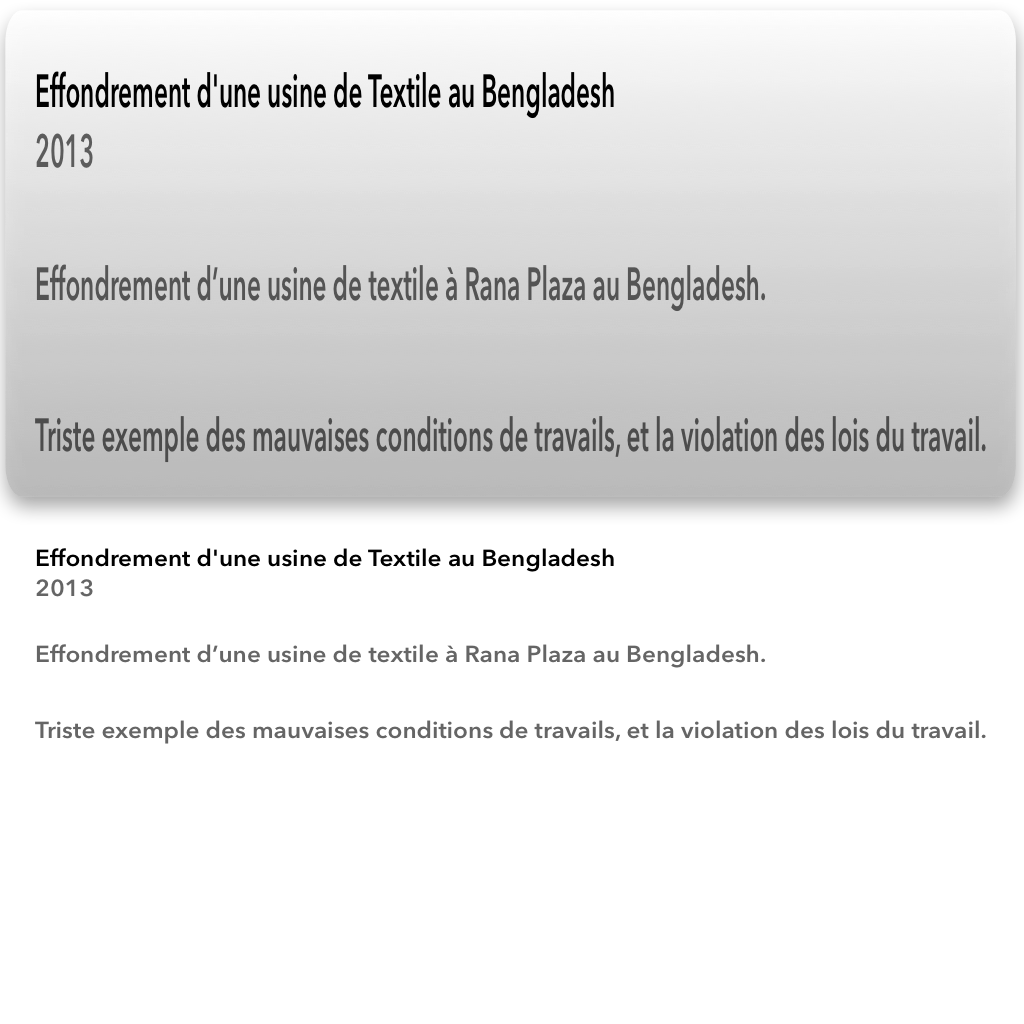 Effondrement d'une usine de Textile au Bengladesh
2013
Effondrement d’une usine de textile à Rana Plaza au Bengladesh.
Triste exemple des mauvaises conditions de travails, et la violation des lois du travail.
Effondrement d'une usine de Textile au Bengladesh
2013
Effondrement d’une usine de textile à Rana Plaza au Bengladesh.
Triste exemple des mauvaises conditions de travails, et la violation des lois du travail.